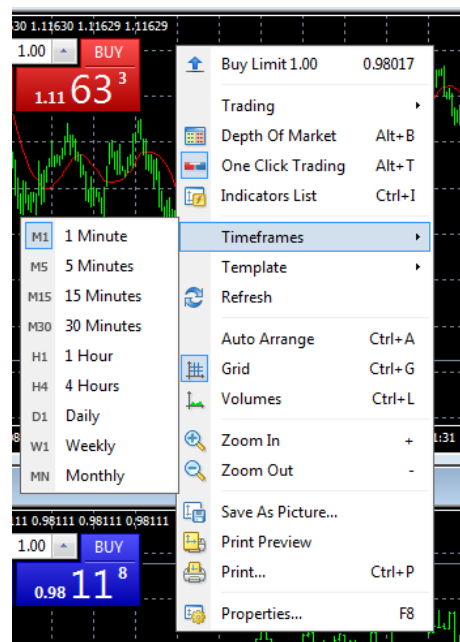 30 1.11630 1.11629 1.11629
1.00 BUY
1.11 63 3
Buy Limit 1.00 0.98017
Trading
Depth Of Market Alt+B
One Click Trading Alt+T
Indicators List Ctrl+I
Timeframes
Template
Refresh
Auto Arrange Ctrl+A
Grid Ctrl+G
Volumes Ctrl+L
Zoom In +
Zoom Out -
Save As Picture...
Print Preview
Print... Ctrl+P
Properties... F8
M1 1 Minute
M5 5 Minutes
M15 15 Minutes
M30 30 Minutes
H1 1 Hour
H4 4 Hours
D1 Daily
W1 Weekly
MN Monthly
1:31
111 0.98111 0.98111 0.98111
1.00 BUY
0.98 11 8